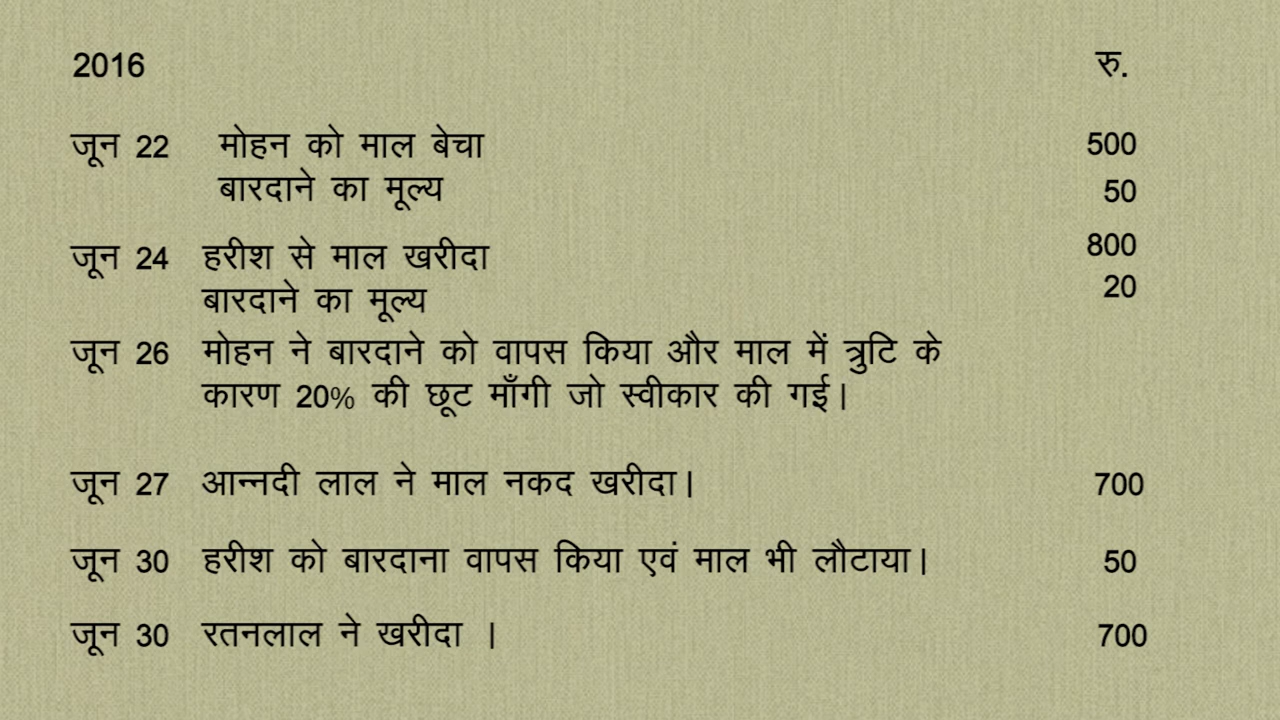 2016 रु.
जून 22 मोहन को माल बेचा 500
बारदाने का मूल्य 50
जून 24 हरीश से माल खरीदा 800
बारदाने का मूल्य 20
जून 26 मोहन ने बारदाने को वापस किया और माल में त्रुटि के
कारण 20% की छूट माँगी जो स्वीकार की गई।
जून 27 आन्नदी लाल ने माल नकद खरीदा। 700
जून 30 हरीश को बारदाना वापस किया एवं माल भी लौटाया। 50
जून 30 रतनलाल ने खरीदा । 700